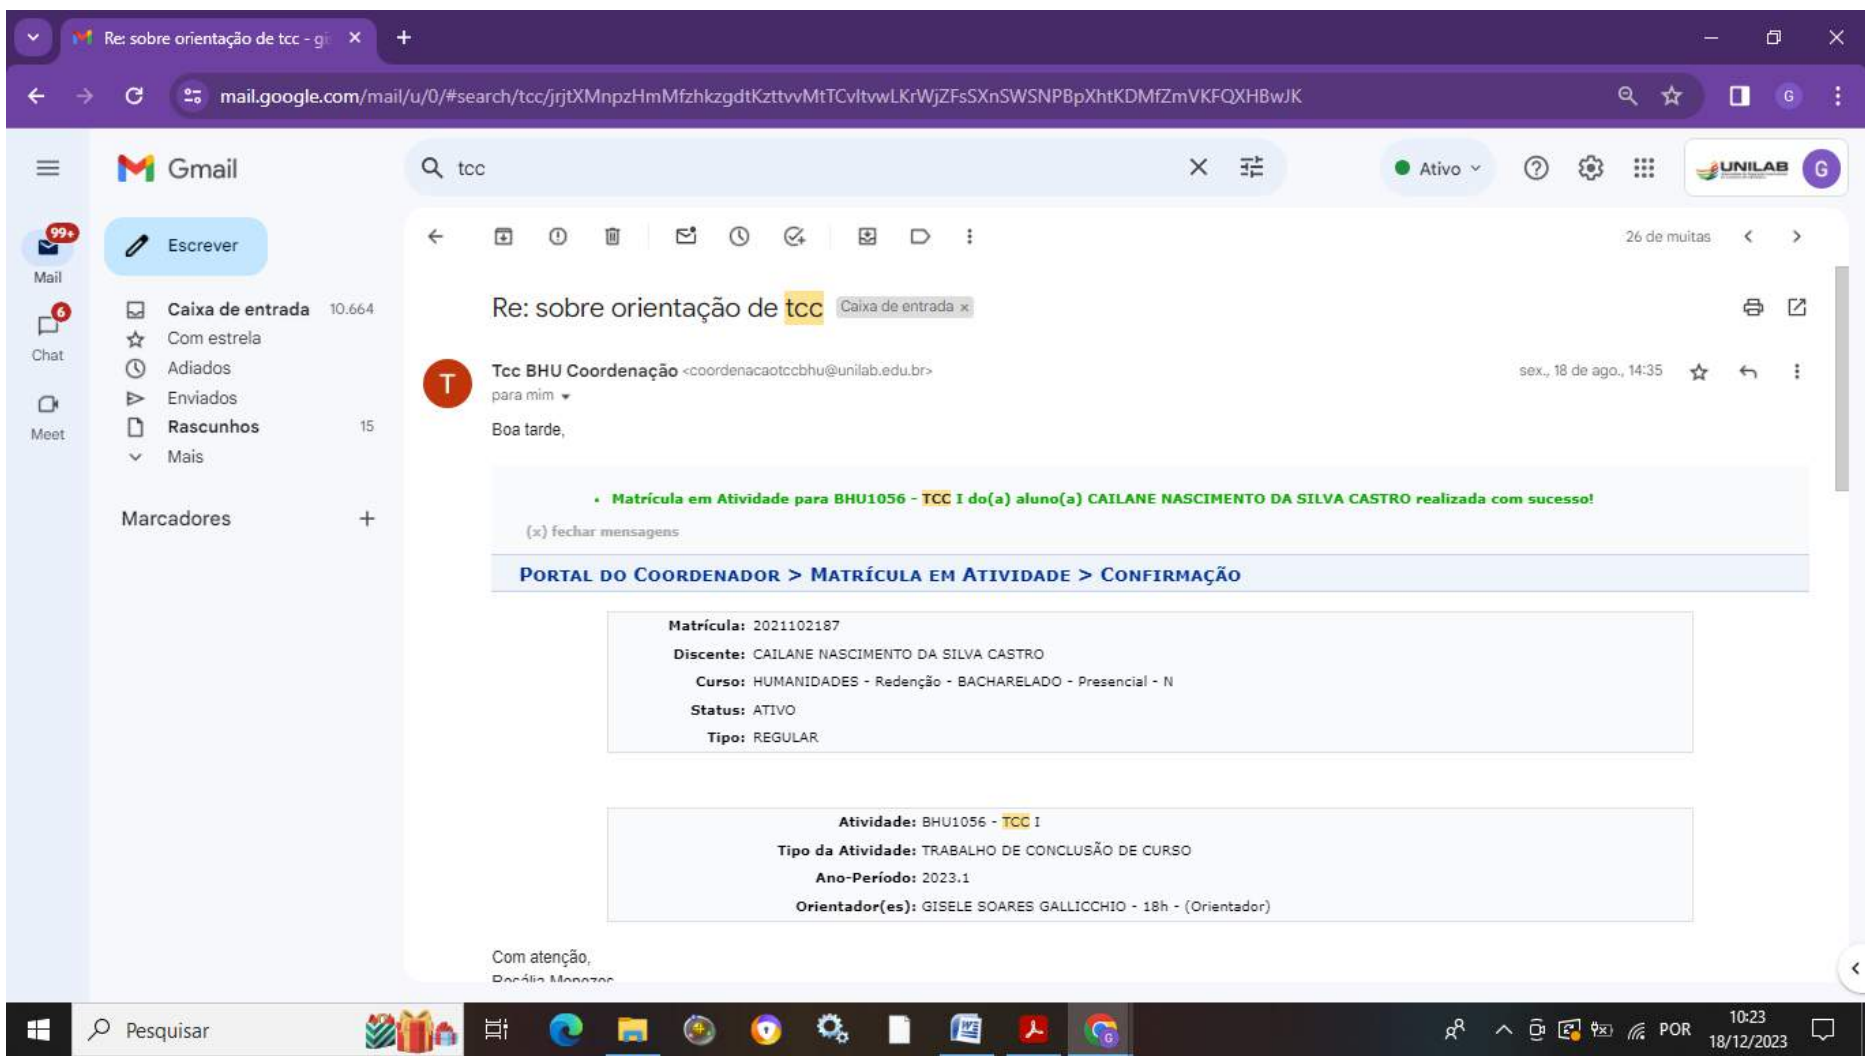 Re: sobre orientação de tcc - gi
mail.google.com/mail/u/0/#search/tcc/jrjtXMnpzHmMfzhkzgdtKzttvvMtTCvltvwLKrWjZFsSXnSWSNPBpXhtKDMfZmVKFQXHBwJK
G
Gmail
tcc
Ativo
UNILAB
G
99+
Mail
6
Chat
Meet
Escrever
Caixa de entrada 10.664
Com estrela
Adiados
Enviados
Rascunhos 15
Mais
Marcadores +
26 de muitas
Re: sobre orientação de tcc Caixa de entrada x
T
Tcc BHU Coordenação <coordenacaotccbhu@unilab.edu.br>
sex., 18 de ago., 14:35
para mim
Boa tarde,
• Matrícula em Atividade para BHU1056 - TCC I do(a) aluno(a) CAILANE NASCIMENTO DA SILVA CASTRO realizada com sucesso!
(x) fechar mensagens
PORTAL DO COORDENADOR > MATRÍCULA EM ATIVIDADE > CONFIRMAÇÃO
Matrícula: 2021102187
Discente: CAILANE NASCIMENTO DA SILVA CASTRO
Curso: HUMANIDADES - Redenção - BACHARELADO - Presencial - N
Status: ATIVO
Tipo: REGULAR
Atividade: BHU1056 - TCC I
Tipo da Atividade: TRABALHO DE CONCLUSÃO DE CURSO
Ano-Período: 2023.1
Orientador(es): GISELE SOARES GALLICCHIO - 18h - (Orientador)
Com atenção,
Rosália Menezes
Pesquisar
POR
10:23
18/12/2023